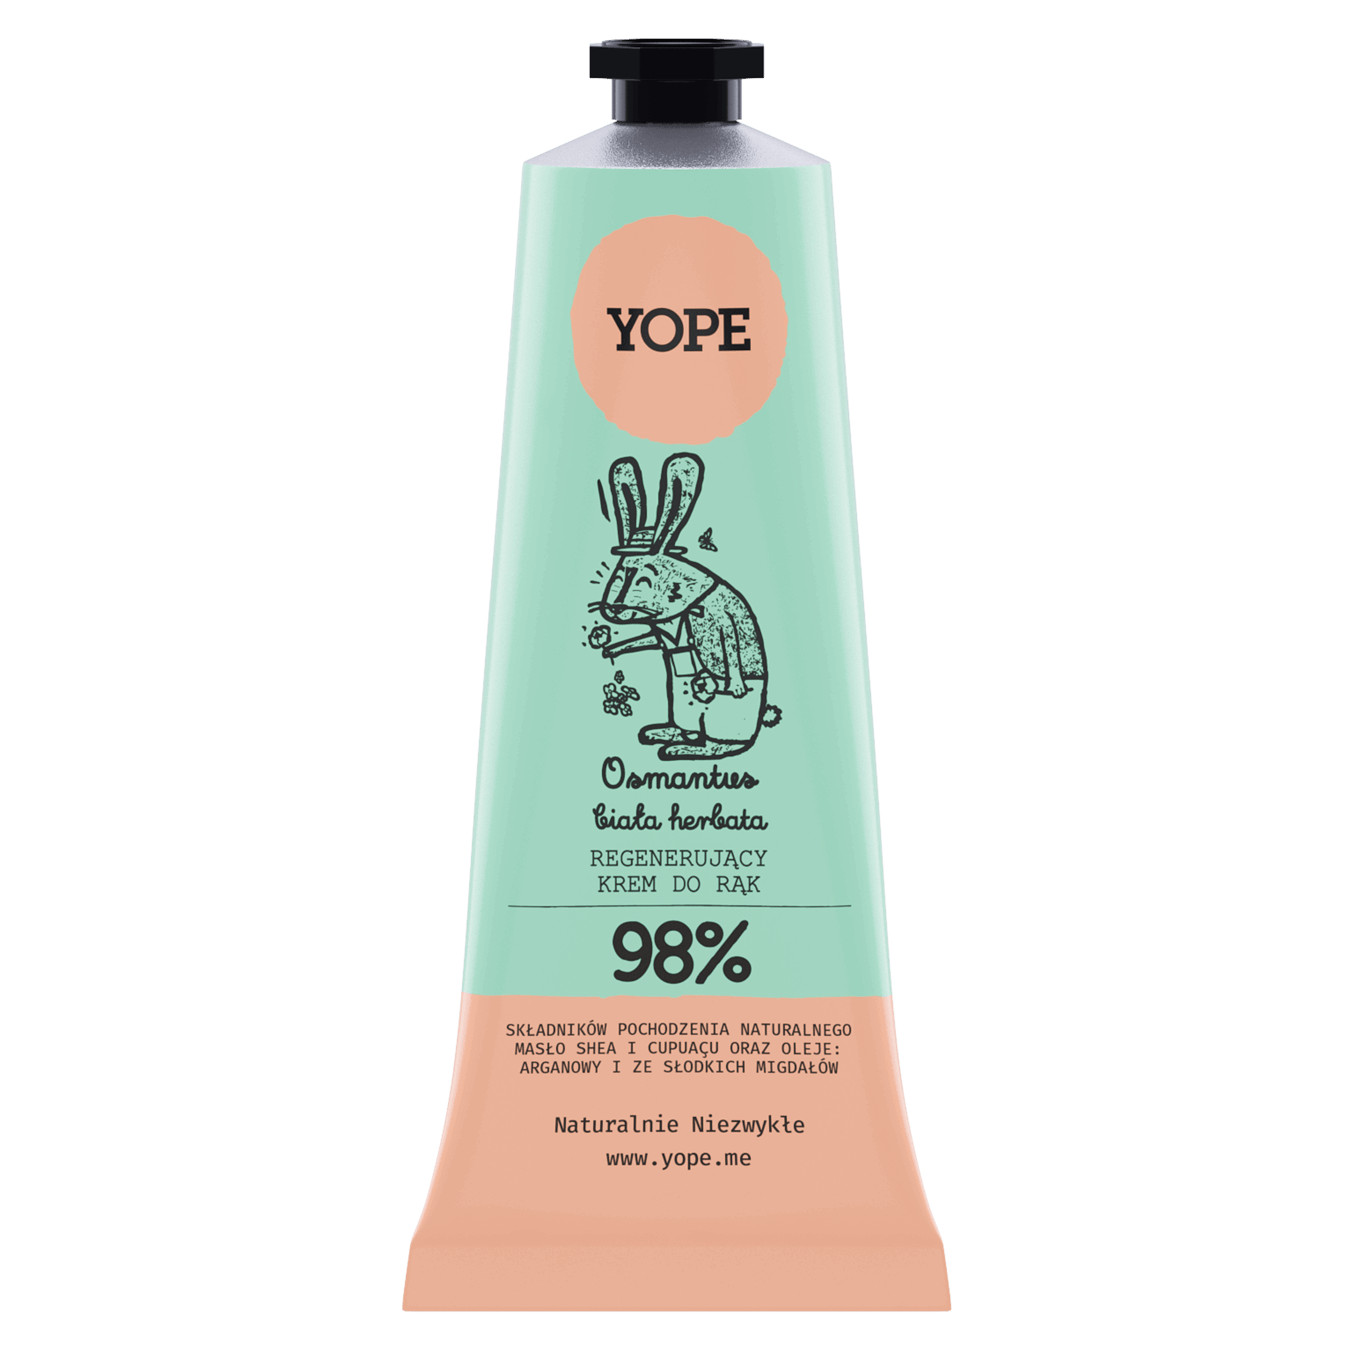 YOPE
Osmantus
biała herbata
REGENERUJĄCY
KREM DO RĄK
98%
SKŁADNIKÓW POCHODZENIA NATURALNEGO
MASŁO SHEA I CUPUAÇU ORAZ OLEJE:
ARGANOWY I ZE SŁODKICH MIGDAŁÓW
Naturalnie Niezwykłe
www.yope.me